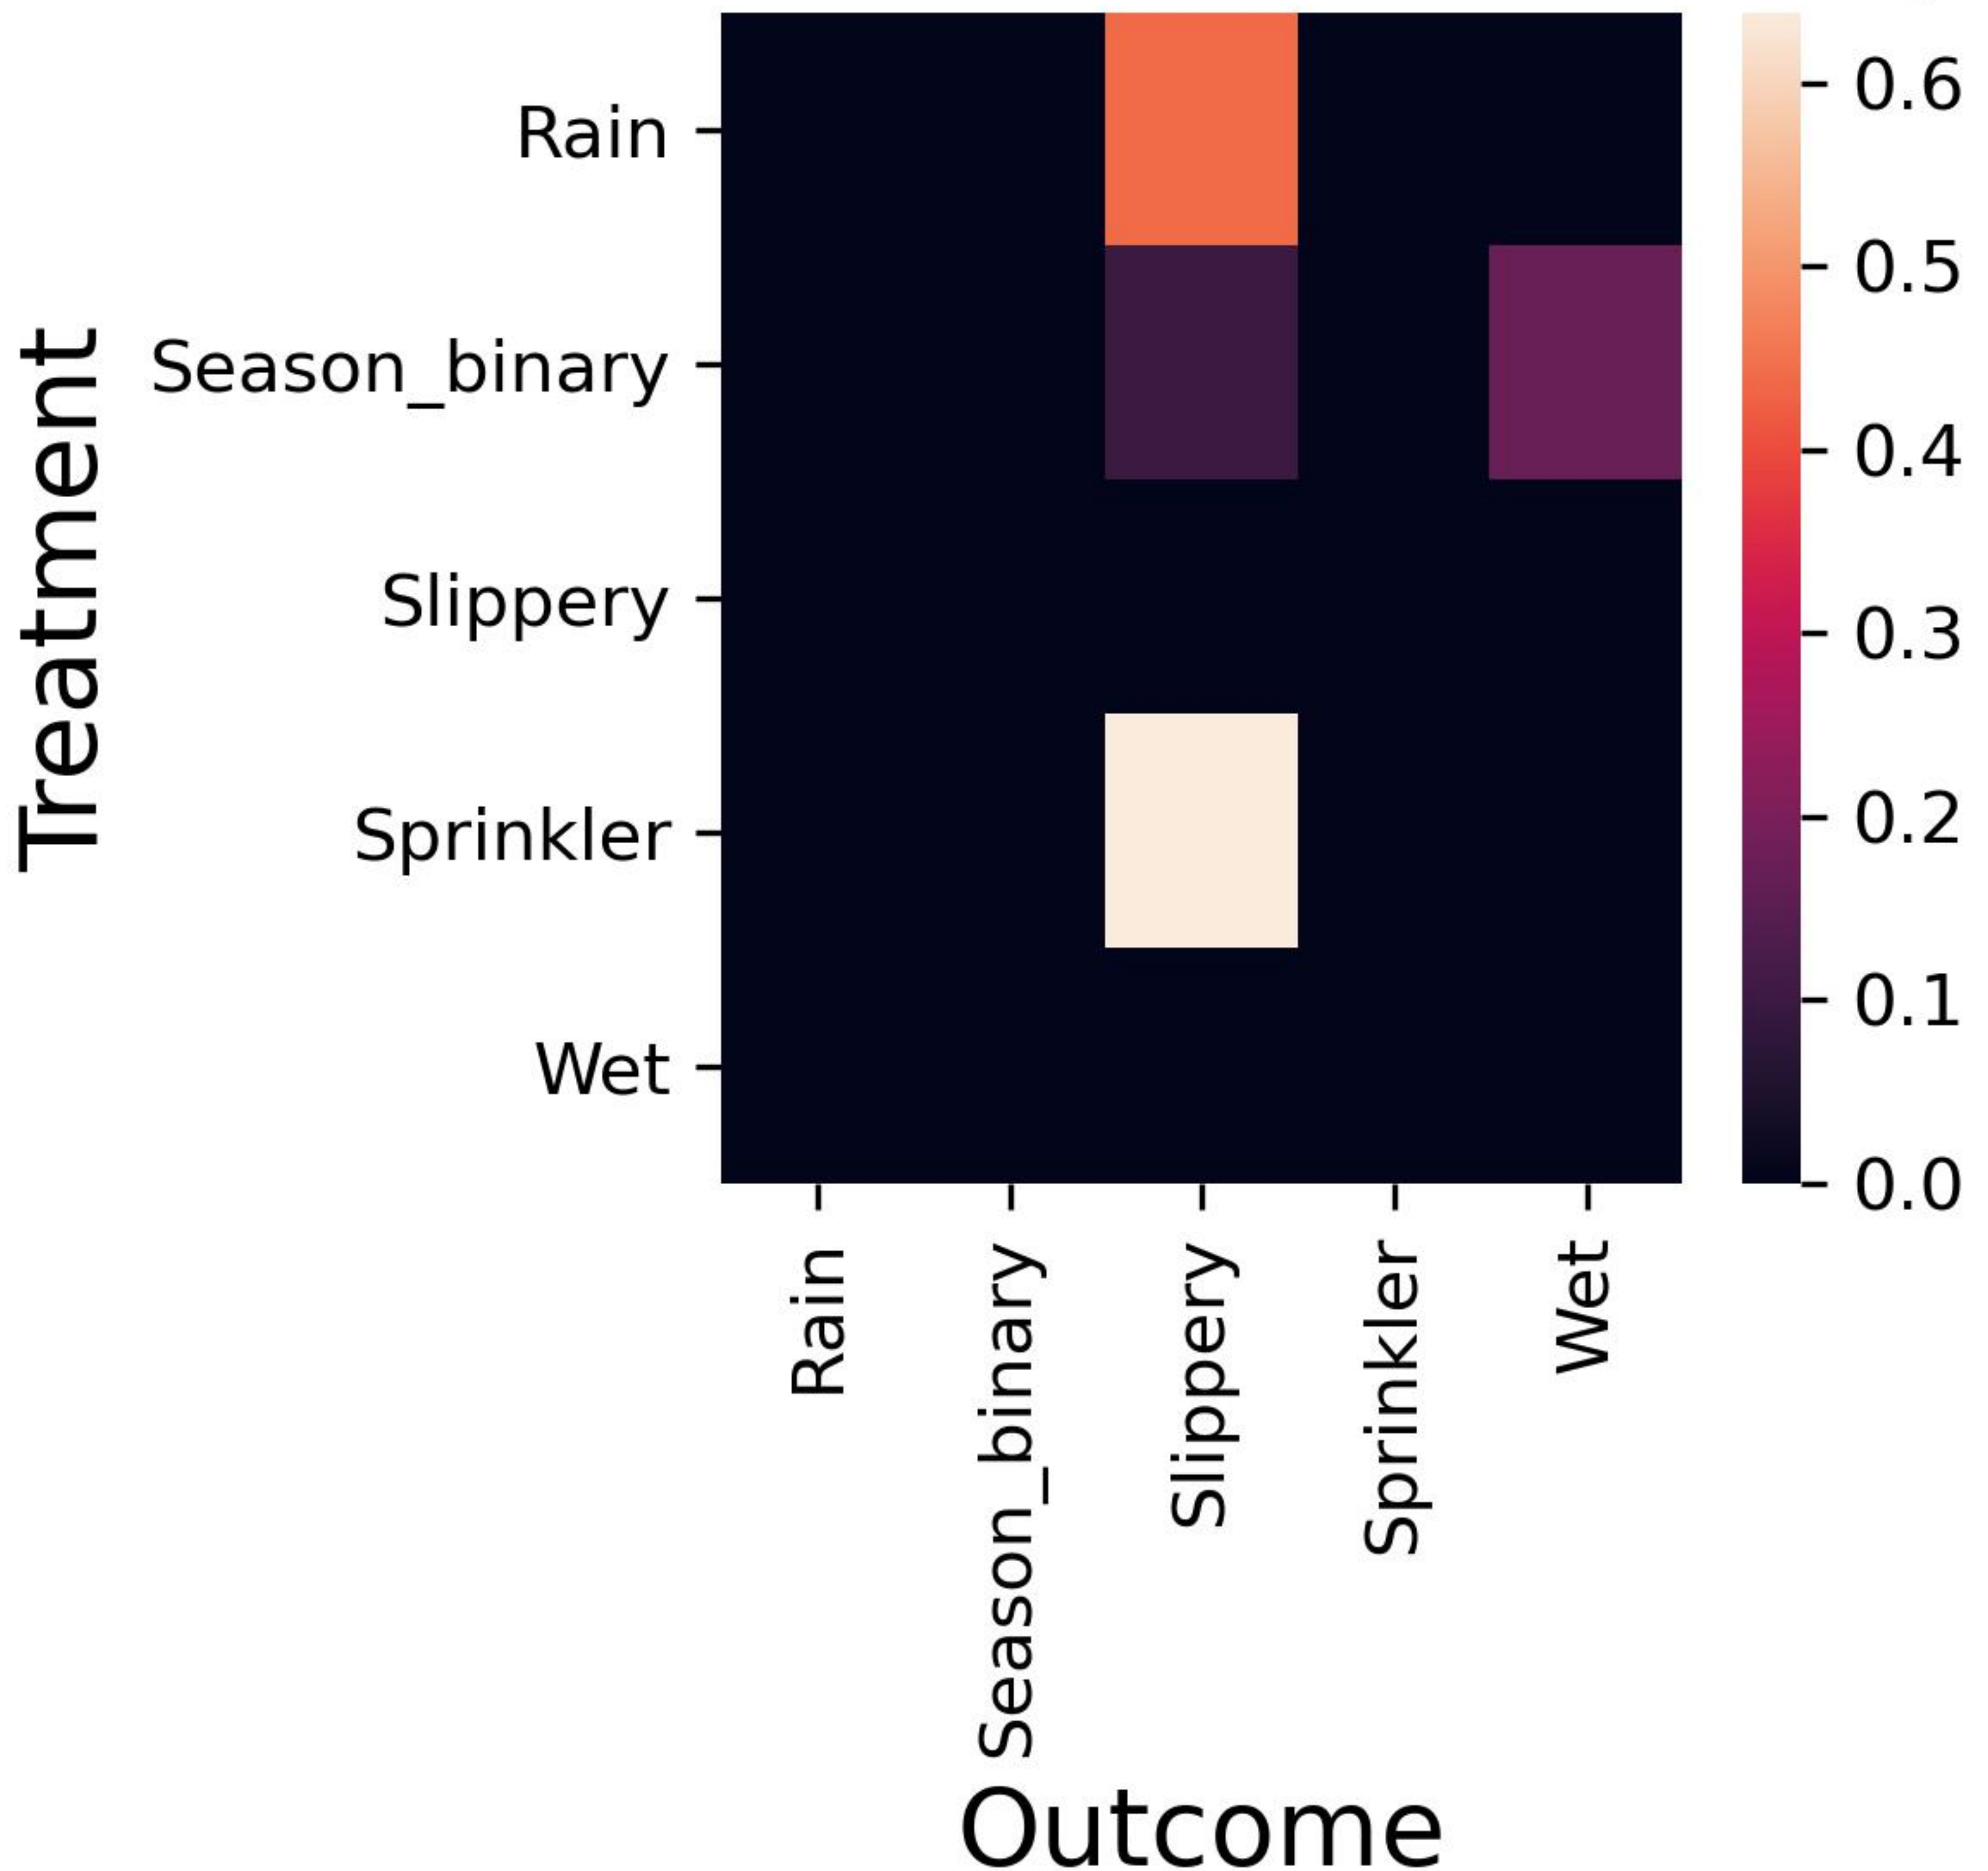 Treatment
Rain
Season_binary
Slippery
Sprinkler
Wet
Rain
Season_binary
Slippery
Sprinkler
Wet
Outcome
0.6
0.5
0.4
0.3
0.2
0.1
0.0